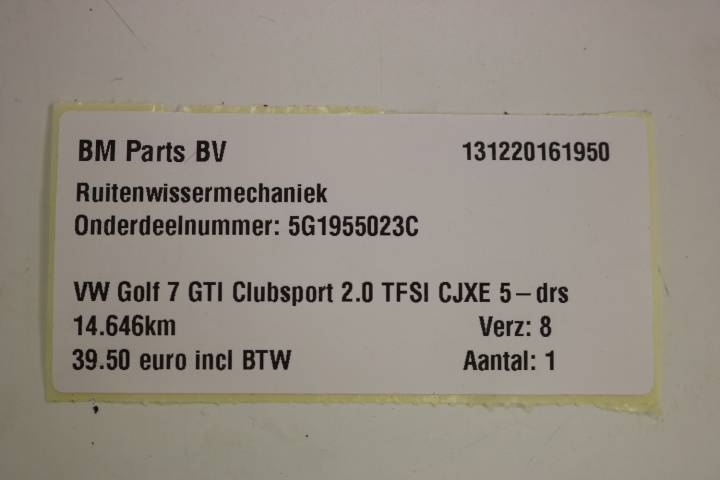 BM Parts BV 131220161950
Ruitenwissermechaniek
Onderdeelnummer: 5G1955023C
VW Golf 7 GTI Clubsport 2.0 TFSI CJXE 5-drs
14.646km Verz: 8
39.50 euro incl BTW Aantal: 1